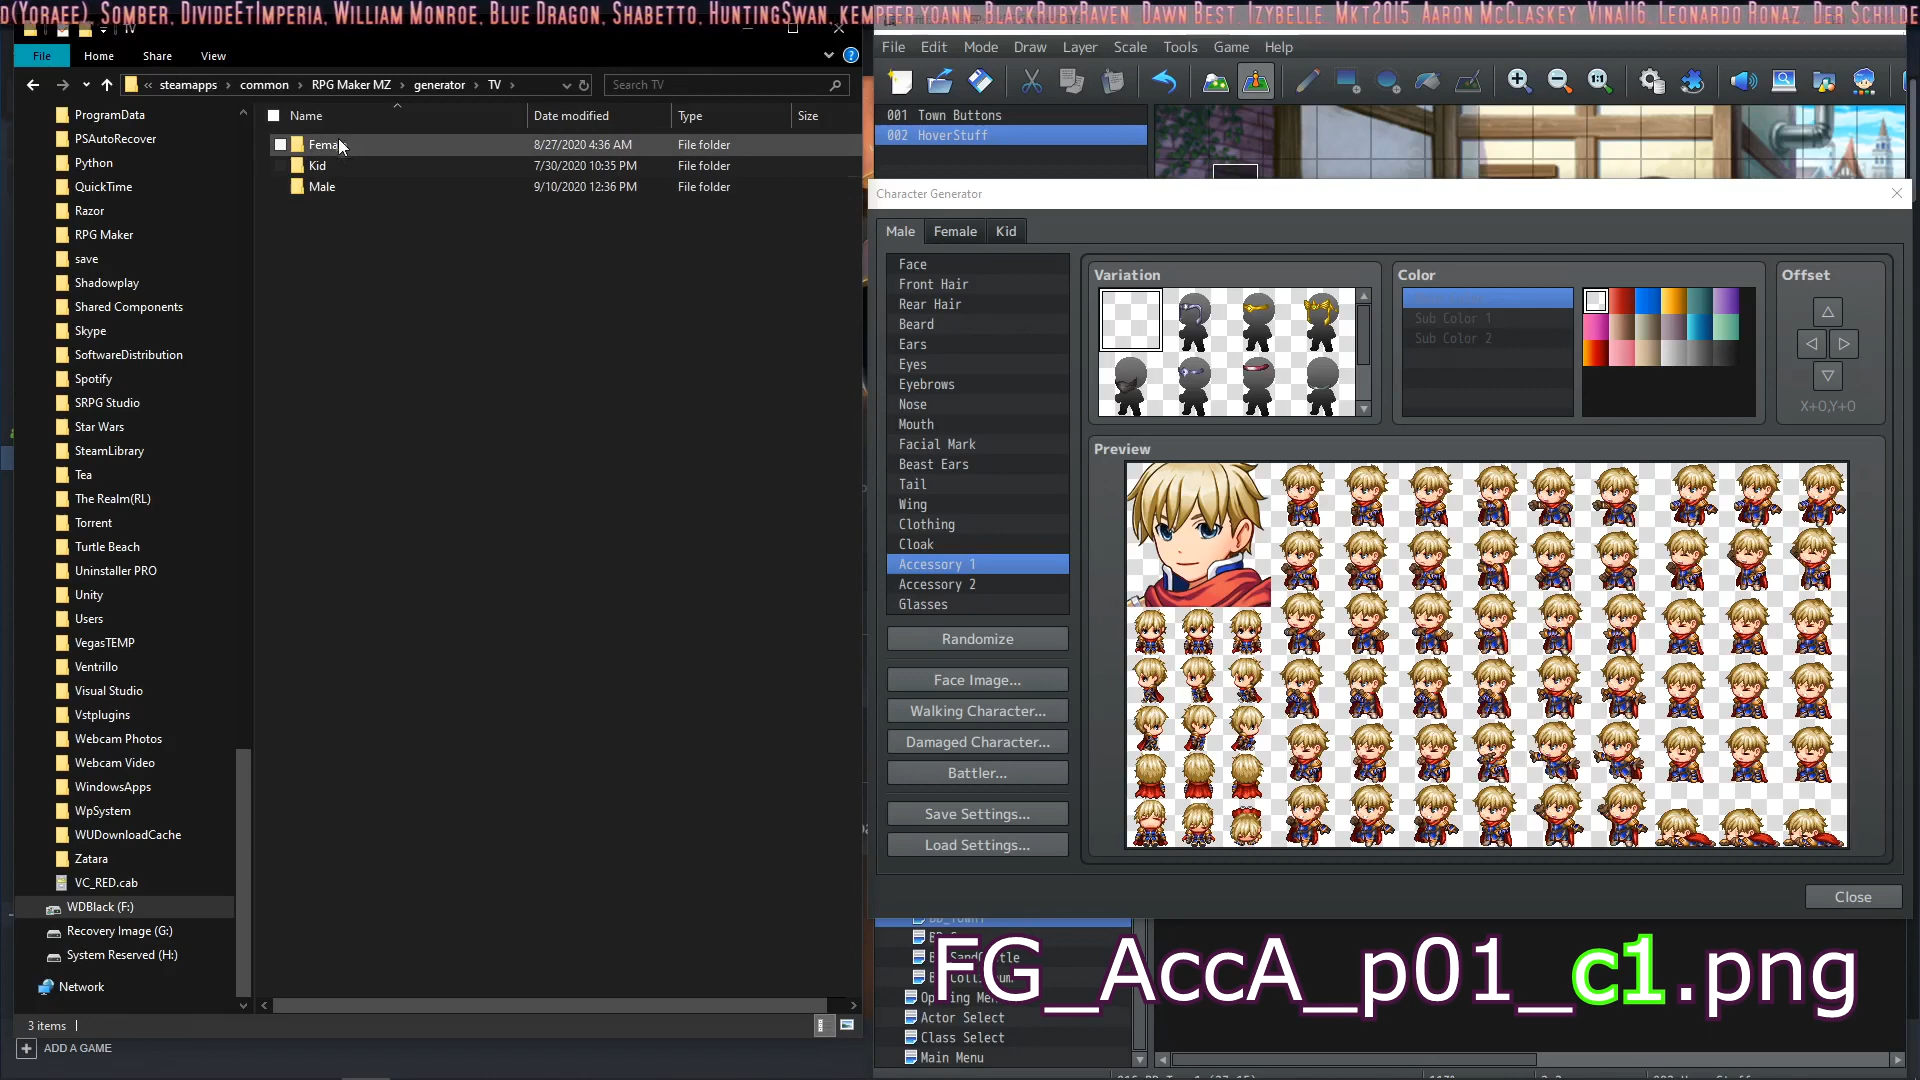 D(YORAEE), SOMBER, DIVIDEETIMPERIA, WILLIAM MONROE, BLUE DRAGON, SHABETTO, HUNTINGSWAN, KEMPEER, YOANN, BLACKRUBYRAVEN, DAWN BEST, IZYBELLE, MKT2015, AARON MCCLASKEY, VINA116, LEONARDO BONAZ, DER SCHILDE
TV
File Home Share View
steamapps common RPG Maker MZ generator TV
Search TV
Name Date modified Type Size
Fema 8/27/2020 4:36 AM File folder
Kid 7/30/2020 10:35 PM File folder
Male 9/10/2020 12:36 PM File folder
ProgramData
PSAutoRecover
Python
QuickTime
Razor
RPG Maker
save
Shadowplay
Shared Components
Skype
SoftwareDistribution
Spotify
SRPG Studio
Star Wars
SteamLibrary
Tea
The Realm(RL)
Torrent
Turtle Beach
Uninstaller PRO
Unity
Users
VegasTEMP
Ventrillo
Visual Studio
Vstplugins
Webcam Photos
Webcam Video
WindowsApps
WpSystem
WUDownloadCache
Zatara
VC_RED.cab
WDBlack (F:)
Recovery Image (G:)
System Reserved (H:)
Network
3 items
ADD A GAME
File Edit Mode Draw Layer Scale Tools Game Help
1:1
001 Town Buttons
002 HoverStuff
Character Generator
Male Female Kid
Face
Front Hair
Rear Hair
Beard
Ears
Eyes
Eyebrows
Nose
Mouth
Facial Mark
Beast Ears
Tail
Wing
Clothing
Cloak
Accessory 1
Accessory 2
Glasses
Randomize
Face Image...
Walking Character...
Damaged Character...
Battler...
Save Settings...
Load Settings...
Variation
Color
Sub Color 1
Sub Color 2
Offset
X+0,Y+0
Preview
Close
FG_AccA_p01_c1.png
Actor Select
Class Select
Main Menu